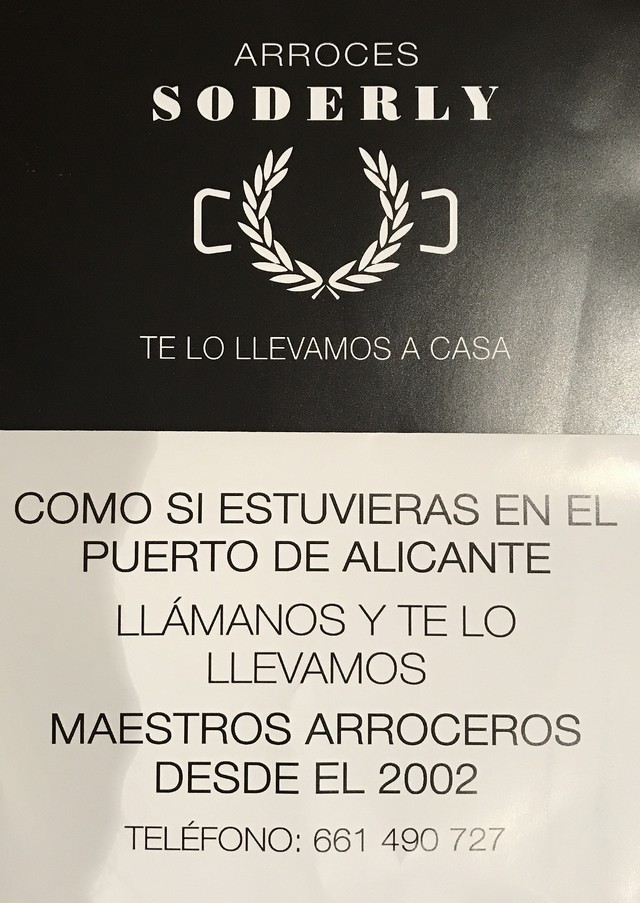 ARROCES
SODERLY
TE LO LLEVAMOS A CASA
COMO SI ESTUVIERAS EN EL
PUERTO DE ALICANTE
LLÁMANOS Y TE LO
LLEVAMOS
MAESTROS ARROCEROS
DESDE EL 2002
TELÉFONO: 661 490 727